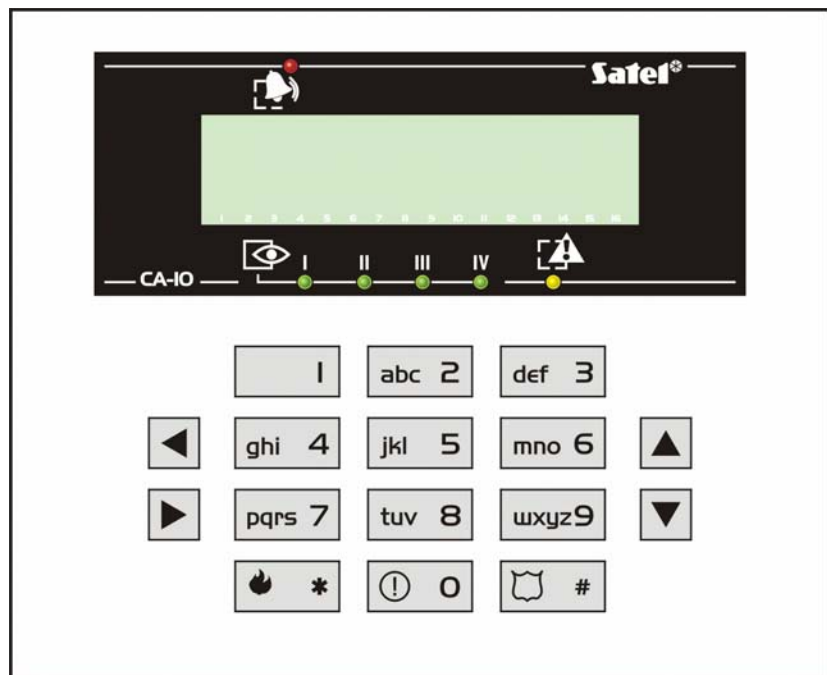 Satel®
1 2 3 4 5 6 7 8 9 10 11 12 13 14 15 16
I II III IV
CA-10
1 abc 2 def 3
ghi 4 jkl 5 mno 6
pqrs 7 tuv 8 wxyz9
* ! 0 #